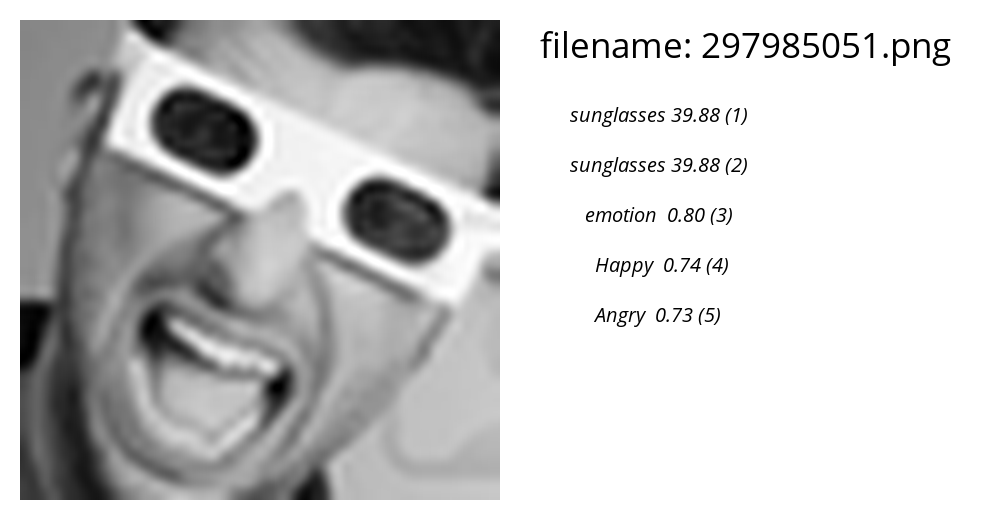 filename: 297985051.png
sunglasses 39.88 (1)
sunglasses 39.88 (2)
emotion 0.80 (3)
Happy 0.74 (4)
Angry 0.73 (5)